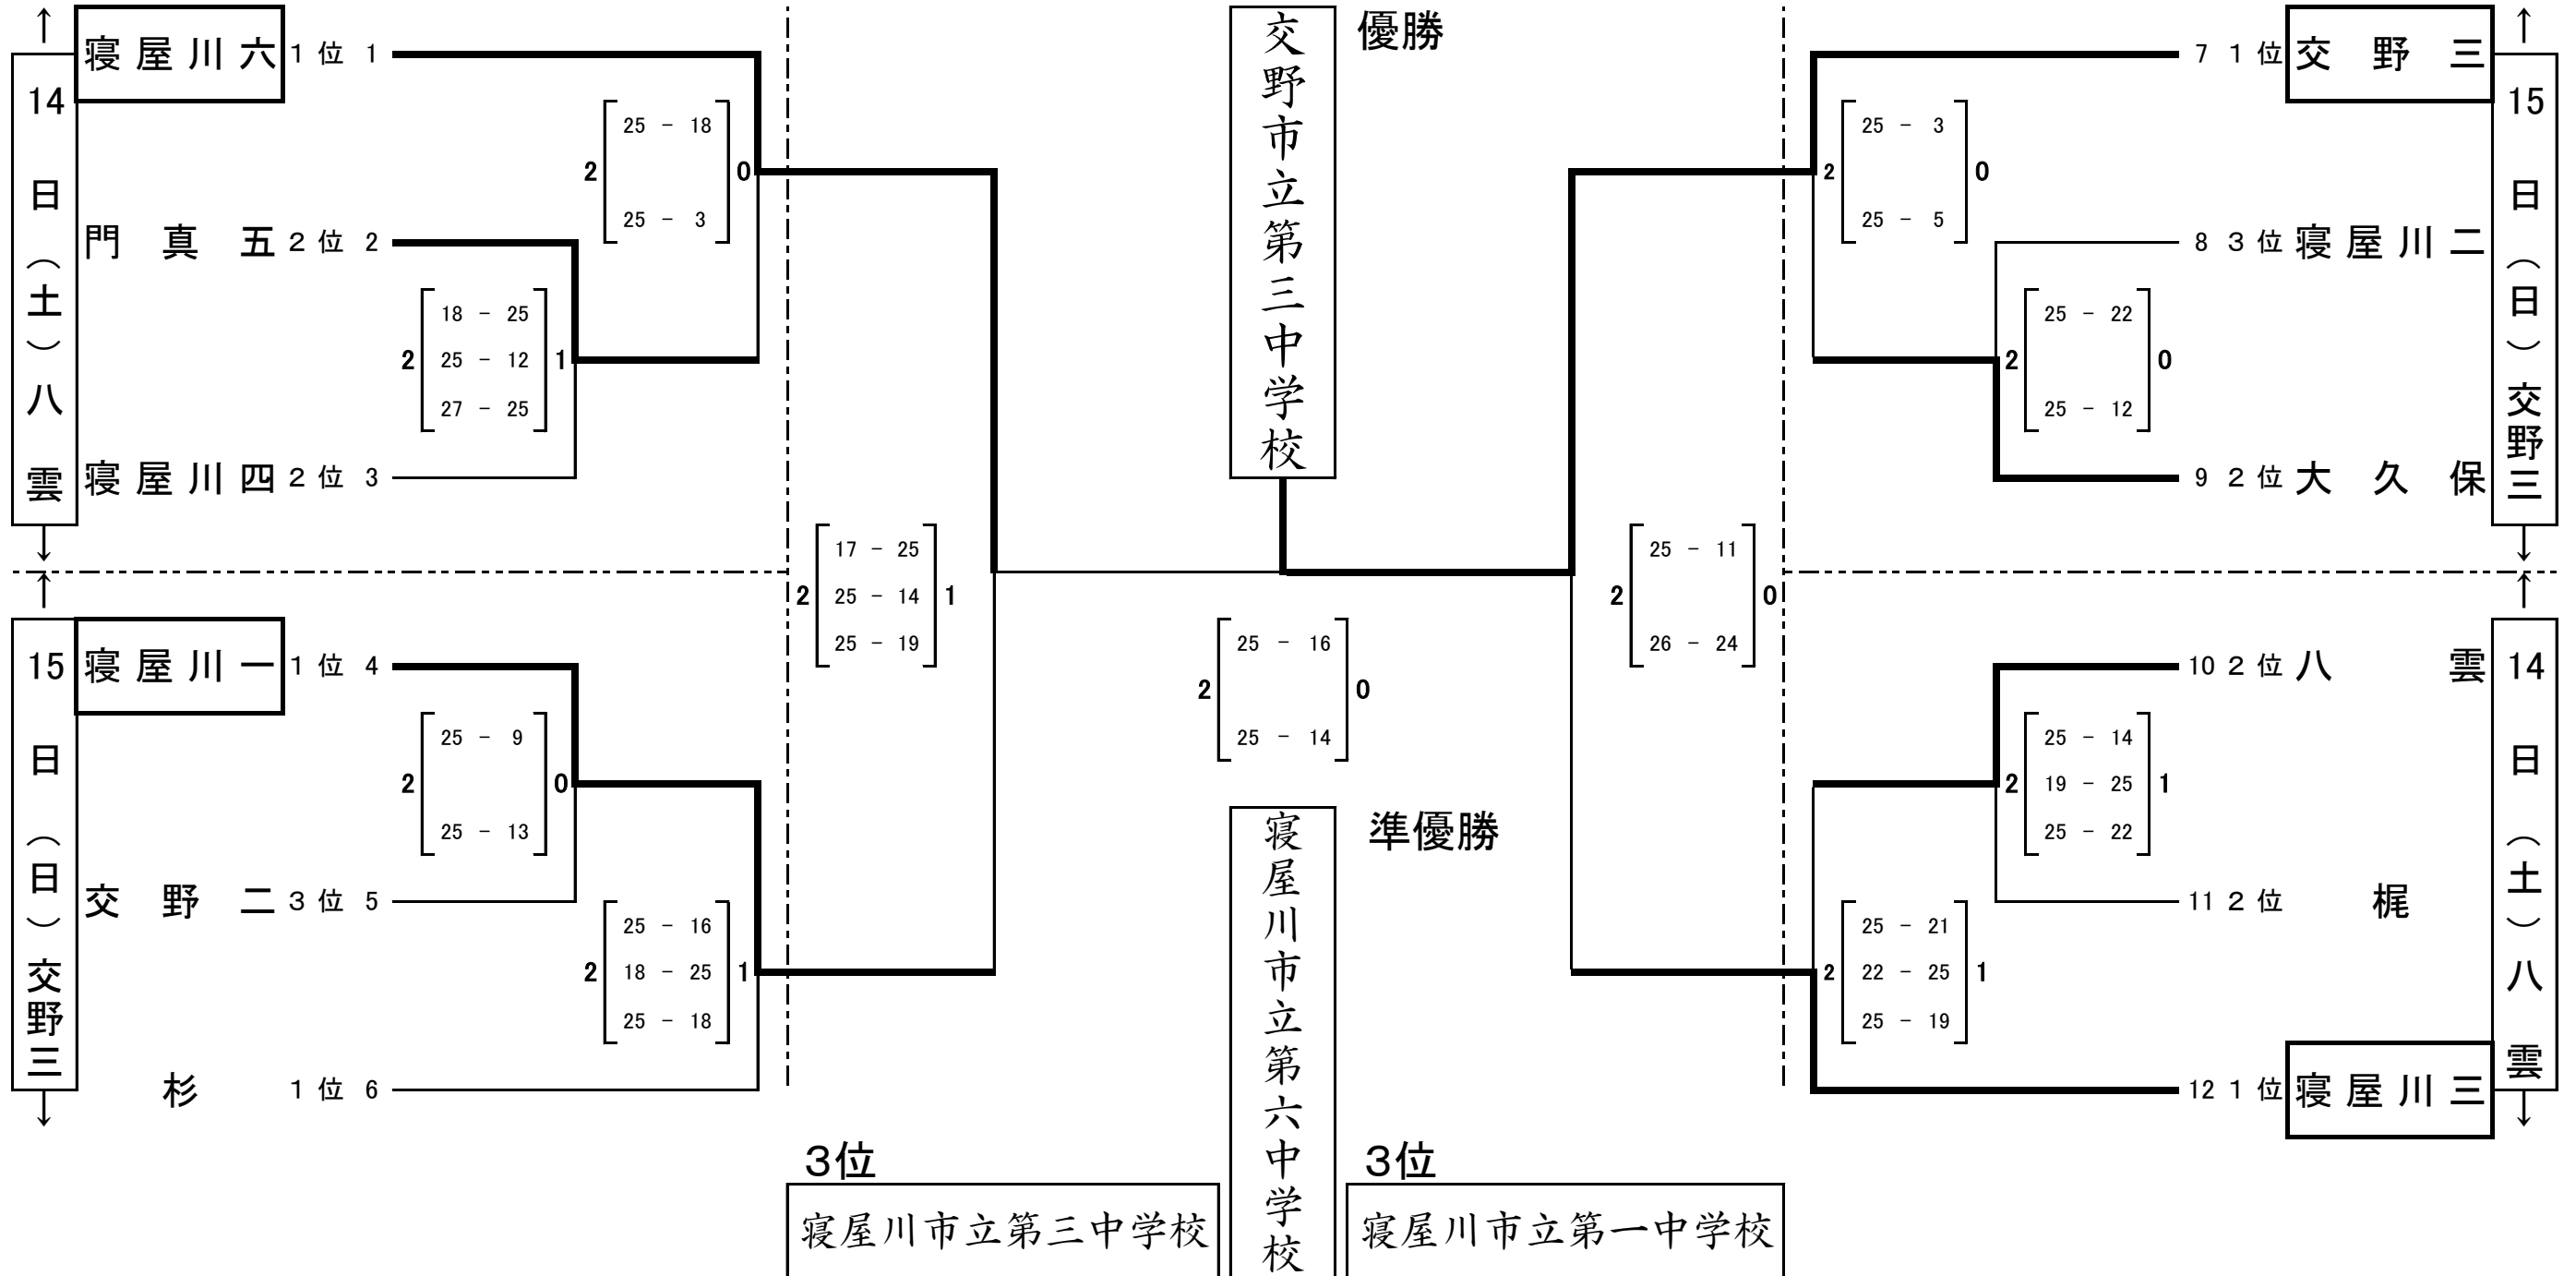 ↑
14日(土)八雲
↓
寝屋川六 1位 1
25 - 18
2 0
25 - 3
門真五 2位 2
18 - 25
2 25 - 12 1
27 - 25
寝屋川四 2位 3
↑
15日(日)交野三
↓
寝屋川一 1位 4
25 - 9
2 0
25 - 13
交野二 3位 5
25 - 16
2 18 - 25 1
25 - 18
杉 1位 6
17 - 25
2 25 - 14 1
25 - 19
優勝
交野市立第三中学校
25 - 16
2 0
25 - 14
準優勝
寝屋川市立第六中学校
25 - 11
2 0
26 - 24
7 1位 交野三
25 - 3
2 0
25 - 5
8 3位 寝屋川二
25 - 22
2 0
25 - 12
9 2位 大久保
↑
15日(日)交野三
↓
10 2位 八雲
25 - 14
2 19 - 25 1
25 - 22
11 2位 梶
25 - 21
2 22 - 25 1
25 - 19
12 1位 寝屋川三
↑
14日(土)八雲
↓
3位
寝屋川市立第三中学校
3位
寝屋川市立第一中学校